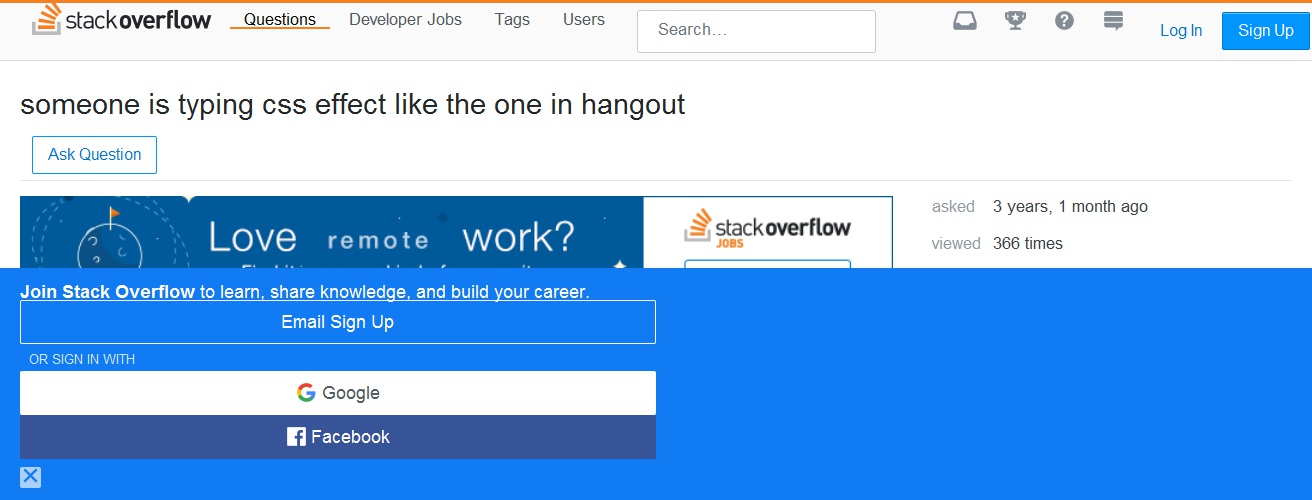 stack overflow Questions Developer Jobs Tags Users Search... Log In Sign Up
someone is typing css effect like the one in hangout
Ask Question
Love remote work?
stack overflow
JOBS
asked 3 years, 1 month ago
viewed 366 times
Join Stack Overflow to learn, share knowledge, and build your career.
Email Sign Up
OR SIGN IN WITH
Google
Facebook